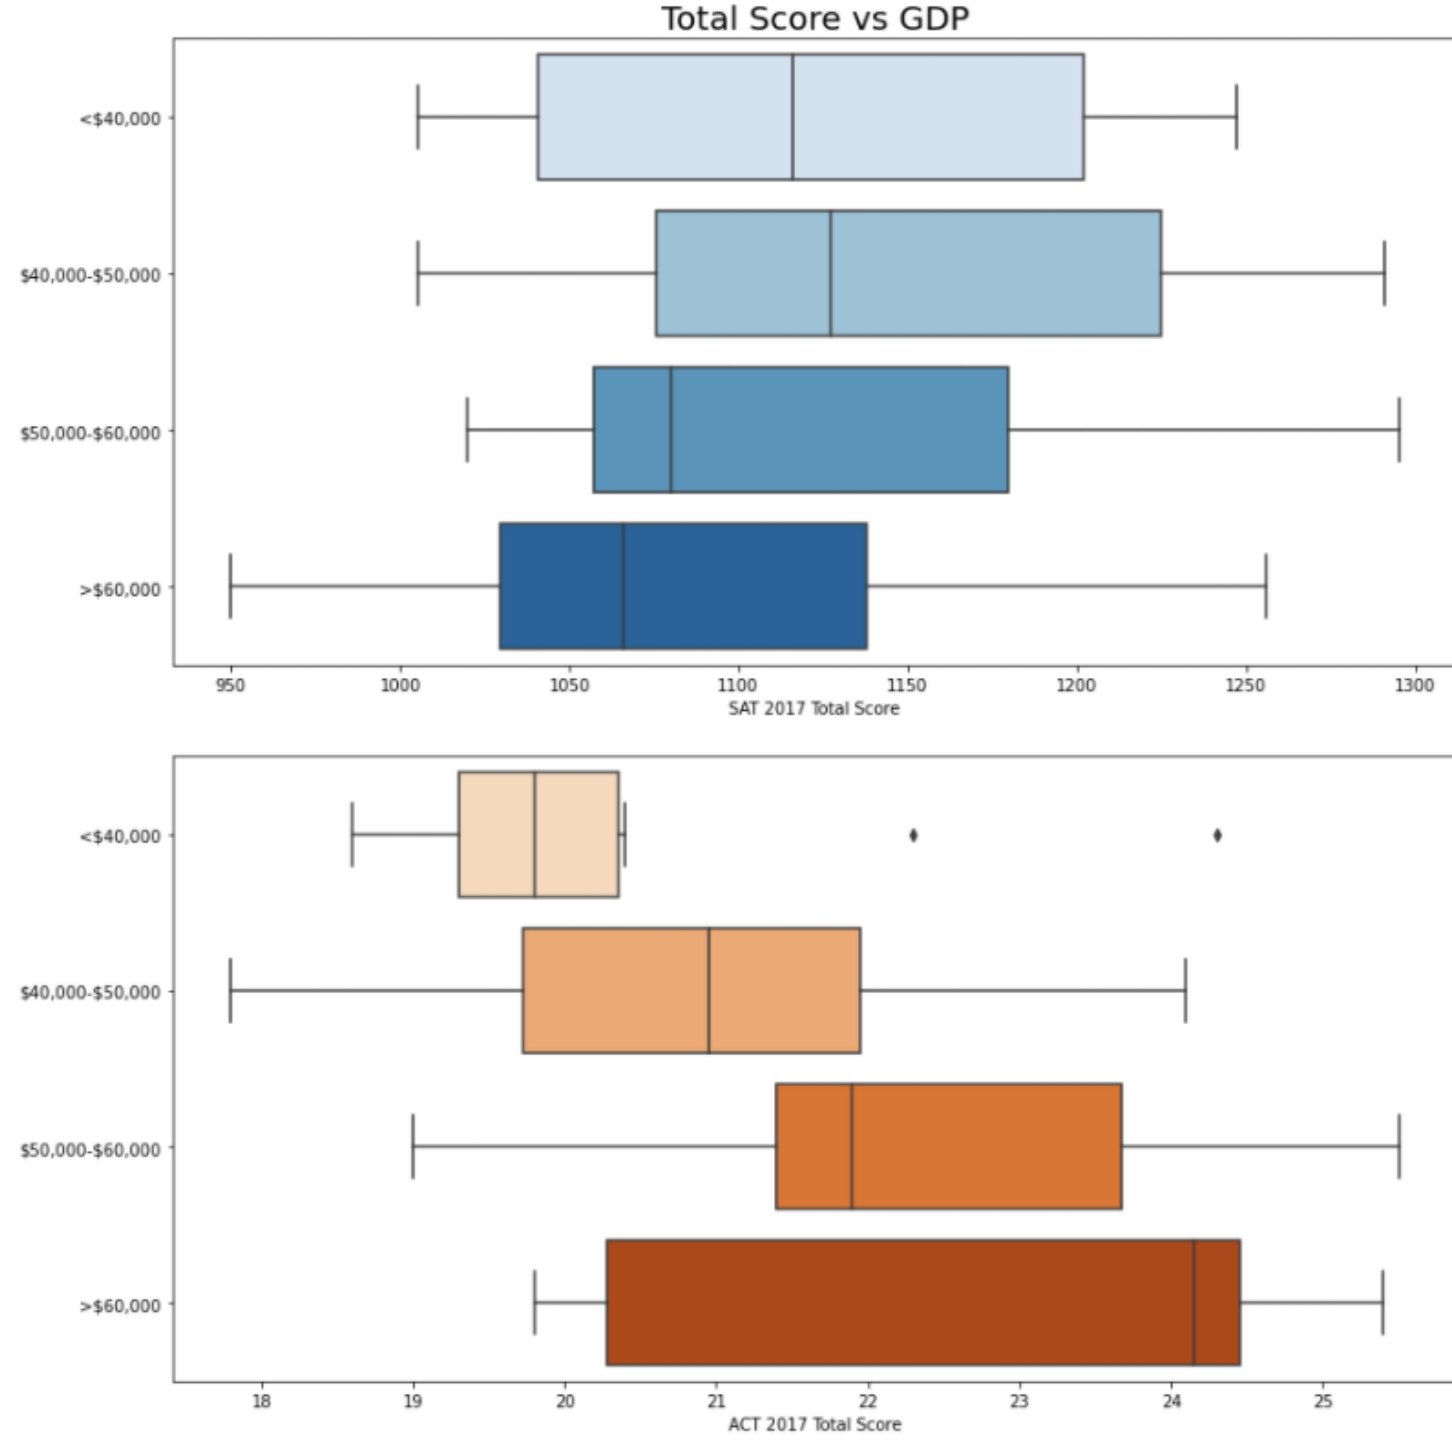 Total Score vs GDP
<$40,000
$40,000-$50,000
$50,000-$60,000
>$60,000
950 1000 1050 1100 1150 1200 1250 1300
SAT 2017 Total Score
<$40,000
$40,000-$50,000
$50,000-$60,000
>$60,000
18 19 20 21 22 23 24 25
ACT 2017 Total Score